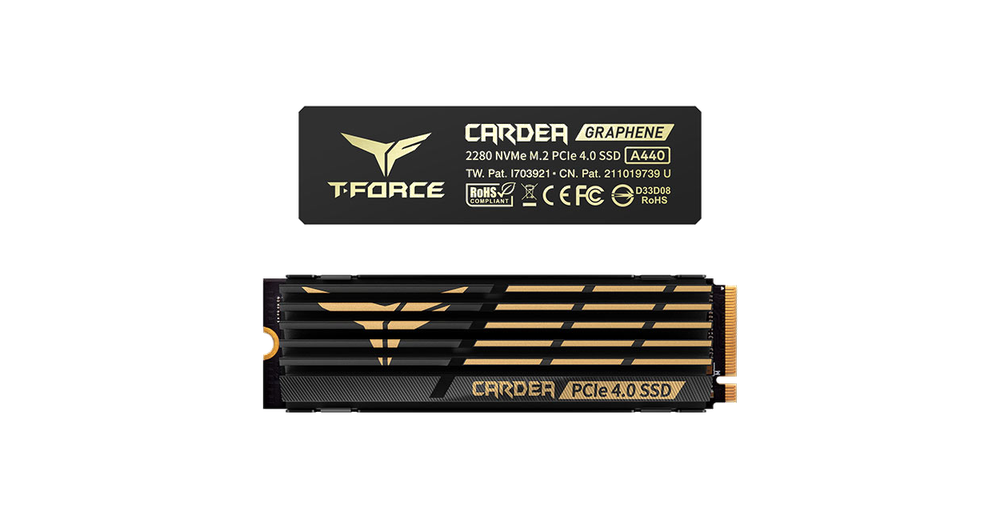 T-FORCE
CARDEA GRAPHENE
2280 NVMe M.2 PCIe 4.0 SSD A440
TW. Pat. I703921 • CN. Pat. 211019739 U
RoHS
COMPLIANT
CE FC
D33D08
RoHS
CARDEA PCIe 4.0 SSD